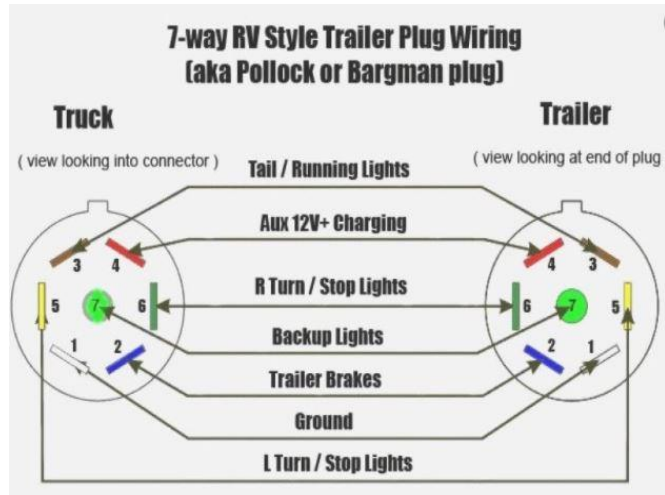 7-way RV Style Trailer Plug Wiring
(aka Pollock or Bargman plug)
Truck
Trailer
( view looking into connector )
( view looking at end of plug
Tail / Running Lights
Aux 12V+ Charging
R Turn / Stop Lights
Backup Lights
Trailer Brakes
Ground
L Turn / Stop Lights
3 4
5 7 6
1 2
4 3
6 7 5
2 1